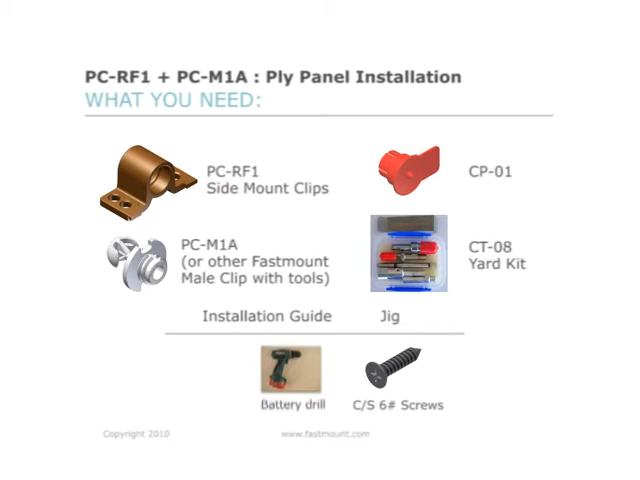 PC-RF1 + PC-M1A : Ply Panel Installation
WHAT YOU NEED:
PC-RF1
Side Mount Clips
CP-01
PC-M1A
(or other Fastmount
Male Clip with tools)
CT-08
Yard Kit
Installation Guide
Jig
Battery drill
C/S 6# Screws
Copyright 2010
www.fastmount.com